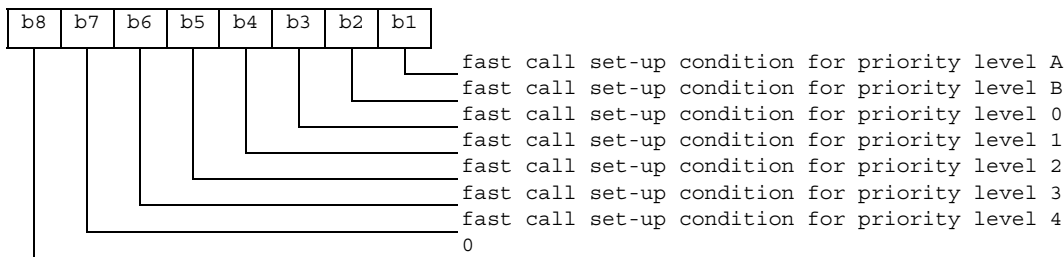 b8 b7 b6 b5 b4 b3 b2 b1
fast call set-up condition for priority level A
fast call set-up condition for priority level B
fast call set-up condition for priority level 0
fast call set-up condition for priority level 1
fast call set-up condition for priority level 2
fast call set-up condition for priority level 3
fast call set-up condition for priority level 4
0